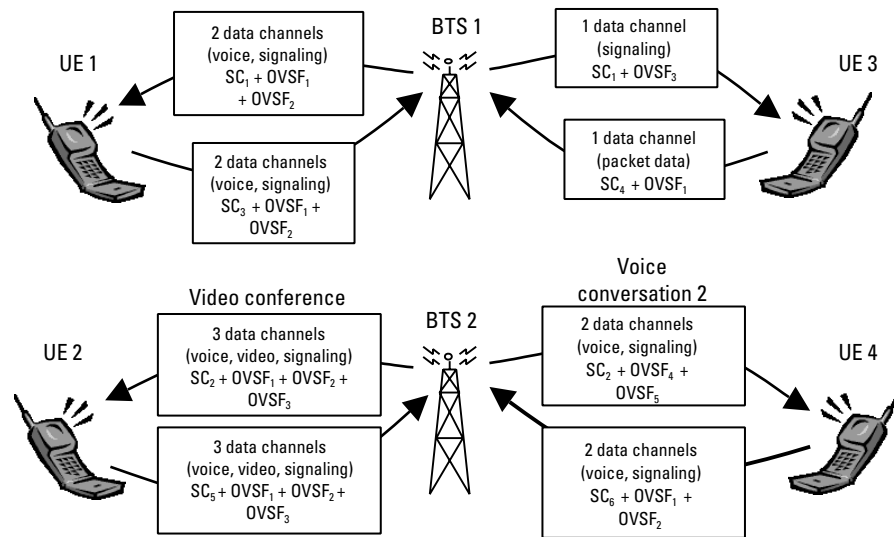 BTS 1
UE 1
2 data channels
(voice, signaling)
SC₁ + OVSF₁
+ OVSF₂
1 data channel
(signaling)
SC₁ + OVSF₃
UE 3
2 data channels
(voice, signaling)
SC₃ + OVSF₁ +
OVSF₂
1 data channel
(packet data)
SC₄ + OVSF₁
Video conference
Voice
conversation 2
BTS 2
UE 2
3 data channels
(voice, video, signaling)
SC₂ + OVSF₁ + OVSF₂ +
OVSF₃
2 data channels
(voice, signaling)
SC₂ + OVSF₄ +
OVSF₅
UE 4
3 data channels
(voice, video, signaling)
SC₅ + OVSF₁ + OVSF₂ +
OVSF₃
2 data channels
(voice, signaling)
SC₆ + OVSF₁ +
OVSF₂